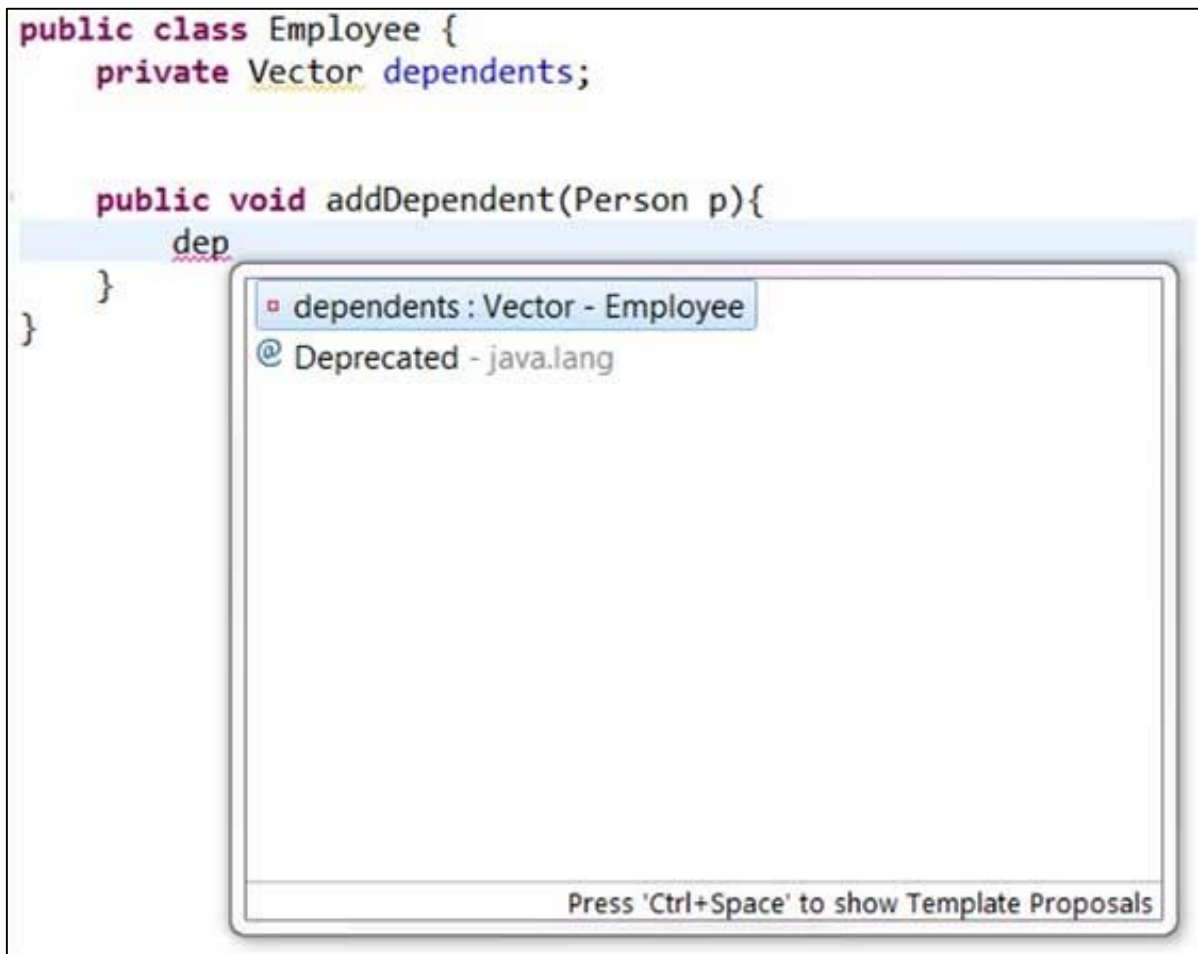 public class Employee {
    private Vector dependents;
    public void addDependent(Person p){
        dep
    }
}
dependents : Vector - Employee
@ Deprecated - java.lang
Press 'Ctrl+Space' to show Template Proposals